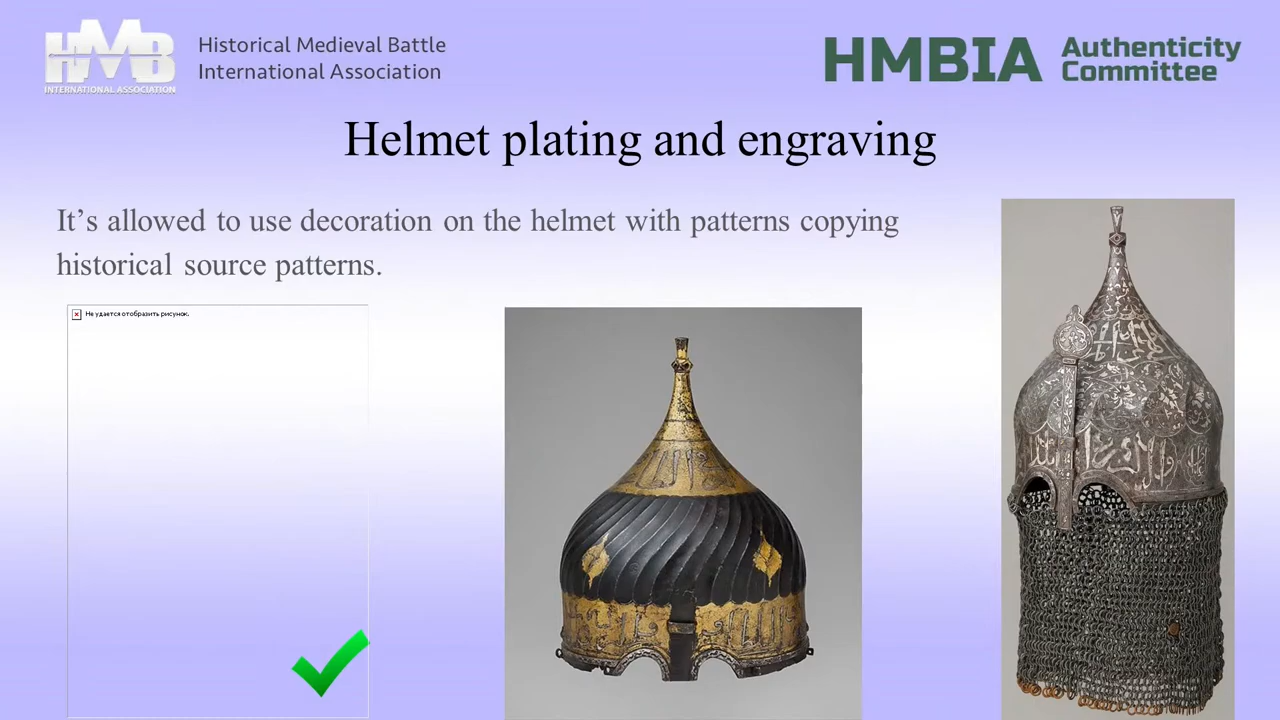 HMB
INTERNATIONAL ASSOCIATION
Historical Medieval Battle
International Association
HMBIA
Authenticity
Committee
Helmet plating and engraving
It’s allowed to use decoration on the helmet with patterns copying
historical source patterns.
Не удается отобразить рисунок.